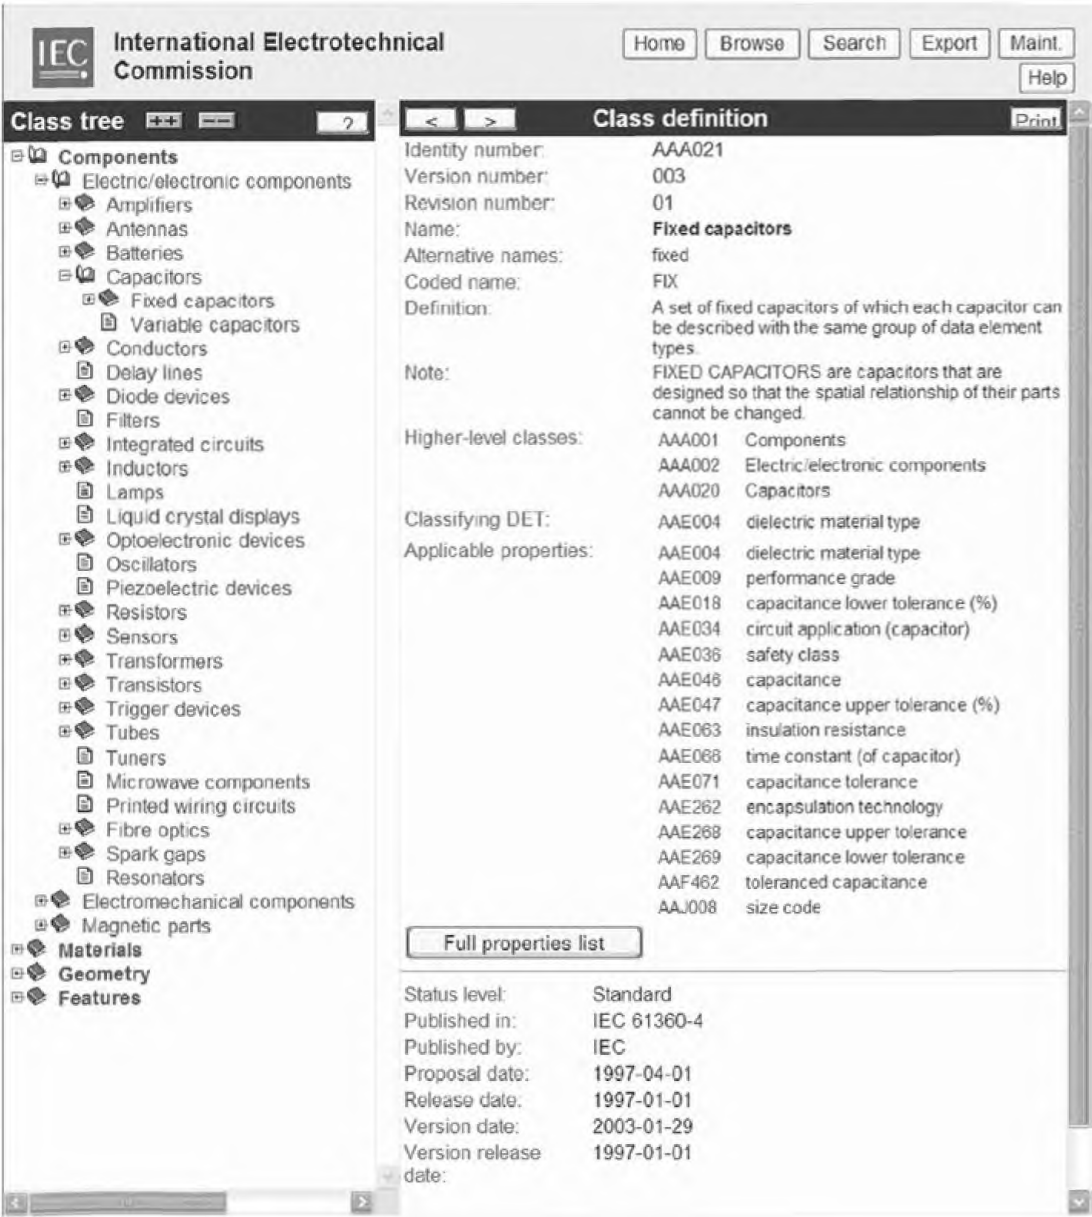 IEC
International Electrotechnical
Commission
Home Browse Search Export Maint.
Help
Class tree ++ -- ?
Components
Electric/electronic components
Amplifiers
Antennas
Batteries
Capacitors
Fixed capacitors
Variable capacitors
Conductors
Delay lines
Diode devices
Filters
Integrated circuits
Inductors
Lamps
Liquid crystal displays
Optoelectronic devices
Oscillators
Piezoelectric devices
Resistors
Sensors
Transformers
Transistors
Trigger devices
Tubes
Tuners
Microwave components
Printed wiring circuits
Fibre optics
Spark gaps
Resonators
Electromechanical components
Magnetic parts
Materials
Geometry
Features
< > Class definition Print
Identity number: AAA021
Version number: 003
Revision number: 01
Name: Fixed capacitors
Alternative names: fixed
Coded name: FIX
Definition: A set of fixed capacitors of which each capacitor can
be described with the same group of data element
types.
Note: FIXED CAPACITORS are capacitors that are
designed so that the spatial relationship of their parts
cannot be changed.
Higher-level classes: AAA001 Components
AAA002 Electric/electronic components
AAA020 Capacitors
Classifying DET: AAE004 dielectric material type
Applicable properties: AAE004 dielectric material type
AAE009 performance grade
AAE018 capacitance lower tolerance (%)
AAE034 circuit application (capacitor)
AAE036 safety class
AAE046 capacitance
AAE047 capacitance upper tolerance (%)
AAE063 insulation resistance
AAE066 time constant (of capacitor)
AAE071 capacitance tolerance
AAE262 encapsulation technology
AAE268 capacitance upper tolerance
AAE269 capacitance lower tolerance
AAF462 toleranced capacitance
AAJ008 size code
Full properties list
Status level: Standard
Published in: IEC 61360-4
Published by: IEC
Proposal date: 1997-04-01
Release date: 1997-01-01
Version date: 2003-01-29
Version release 1997-01-01
date: